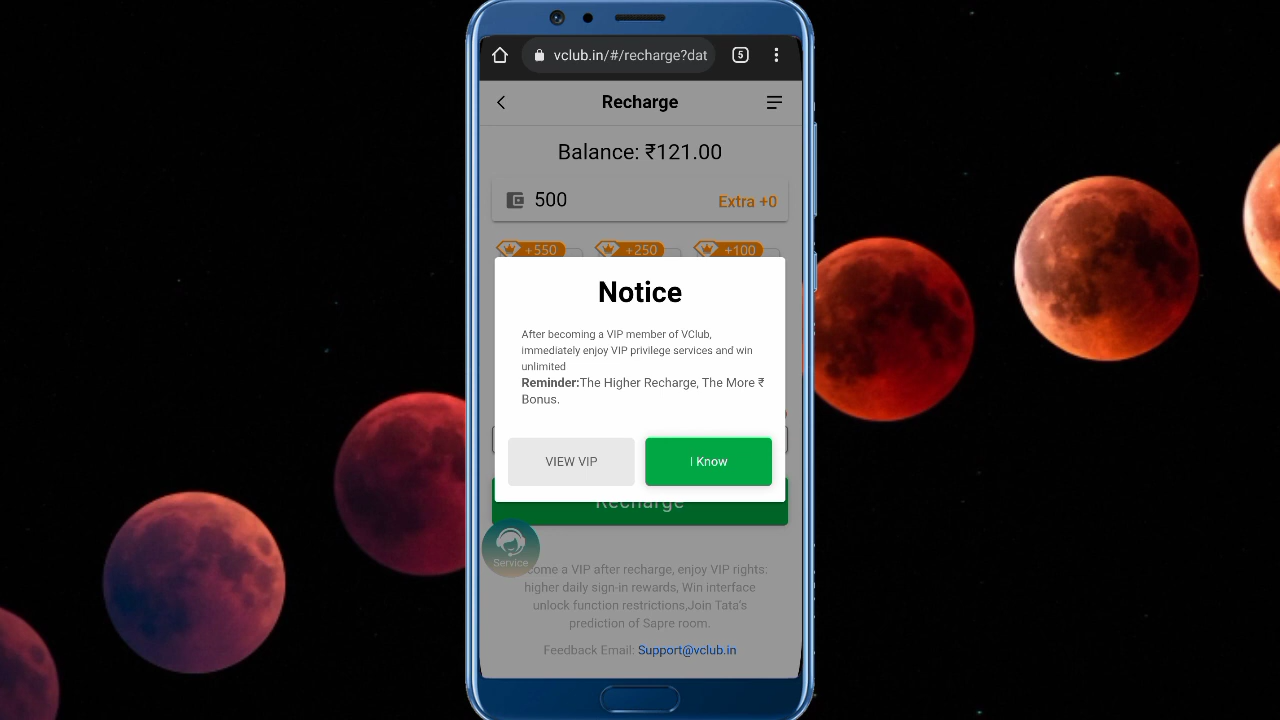 vclub.in/#/recharge?dat
5
Recharge
Balance: ₹121.00
500
Extra +0
+550
+250
+100
Notice
After becoming a VIP member of VClub,
immediately enjoy VIP privilege services and win
unlimited
Reminder:The Higher Recharge, The More ₹
Bonus.
VIEW VIP
I Know
Recharge
Service
come a VIP after recharge, enjoy VIP rights:
higher daily sign-in rewards, Win interface
unlock function restrictions,Join Tata's
prediction of Sapre room.
Feedback Email: Support@vclub.in